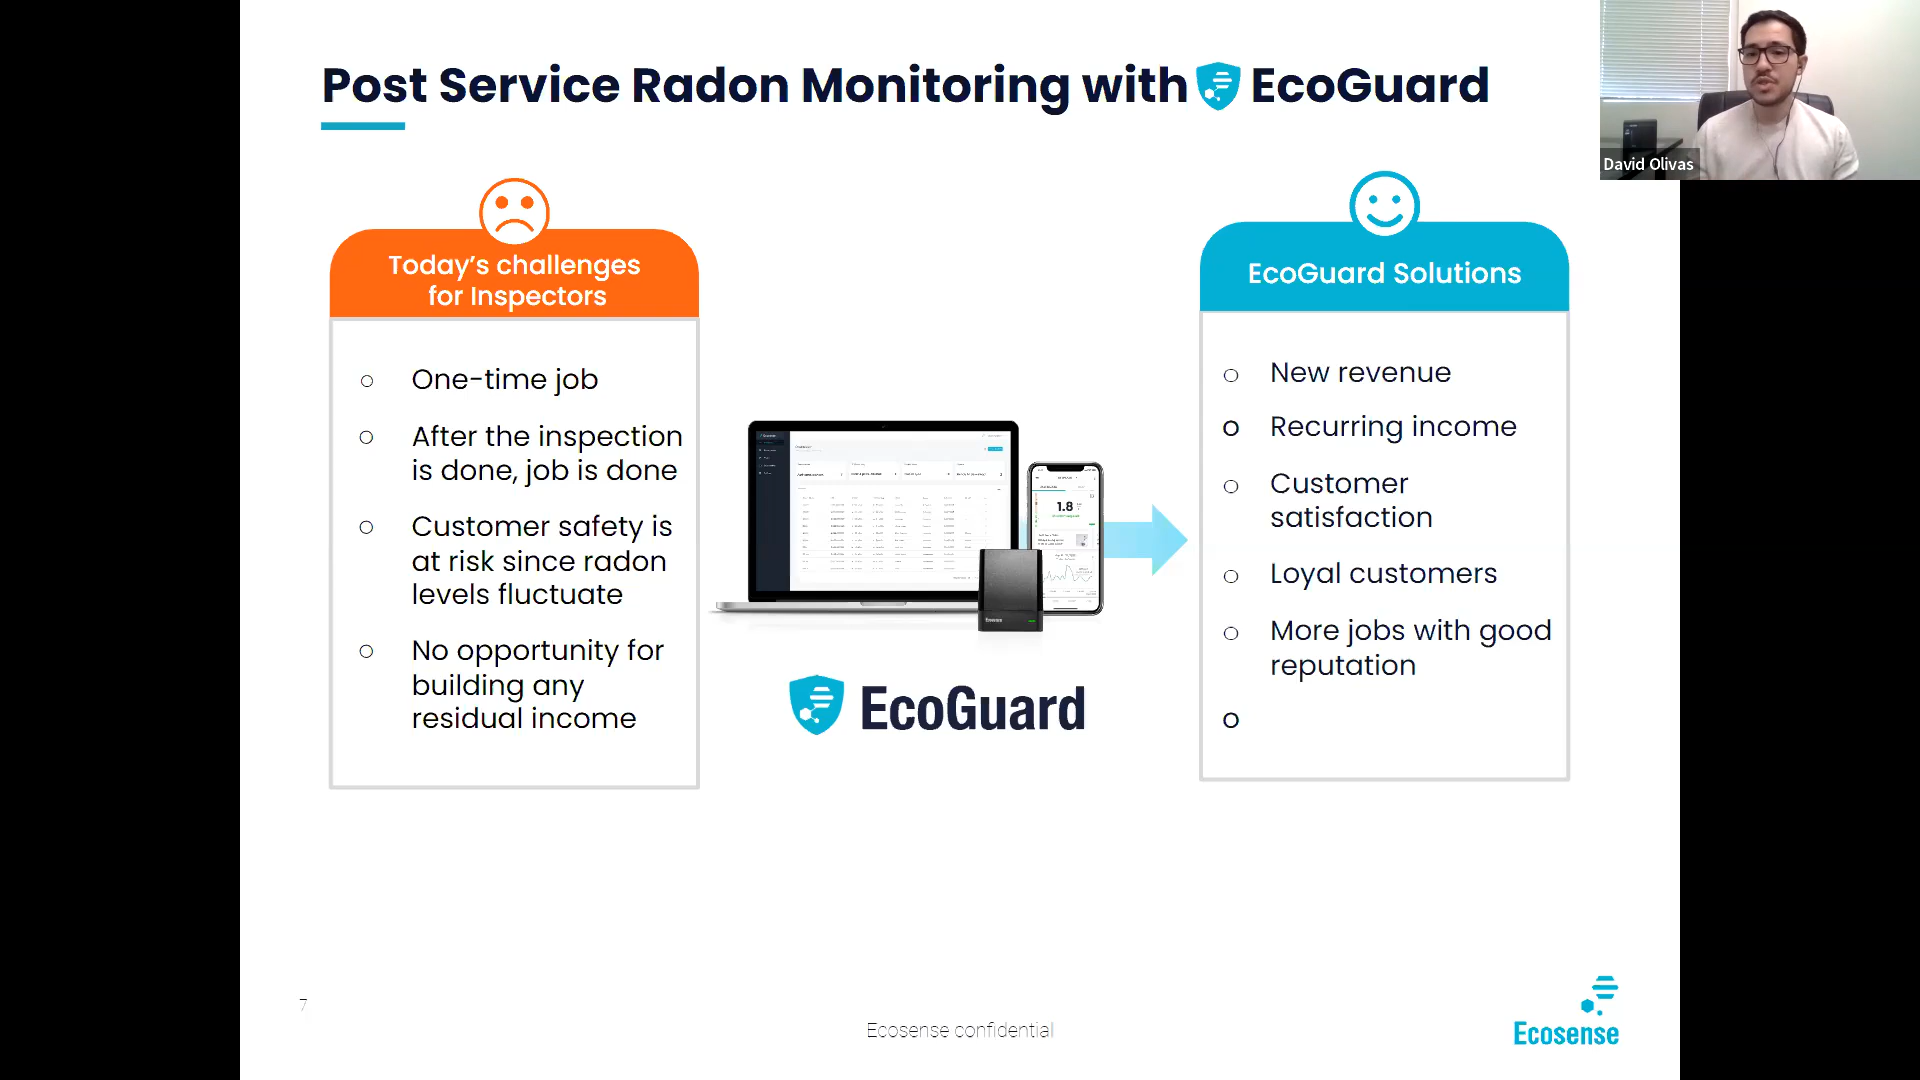 Post Service Radon Monitoring with EcoGuard
David Olivas
Today's challenges
for Inspectors
○ One-time job
○ After the inspection
is done, job is done
○ Customer safety is
at risk since radon
levels fluctuate
○ No opportunity for
building any
residual income
1.8
EcoGuard
EcoGuard Solutions
○ New revenue
o Recurring income
○ Customer
satisfaction
○ Loyal customers
○ More jobs with good
reputation
o
7
Ecosense confidential
Ecosense